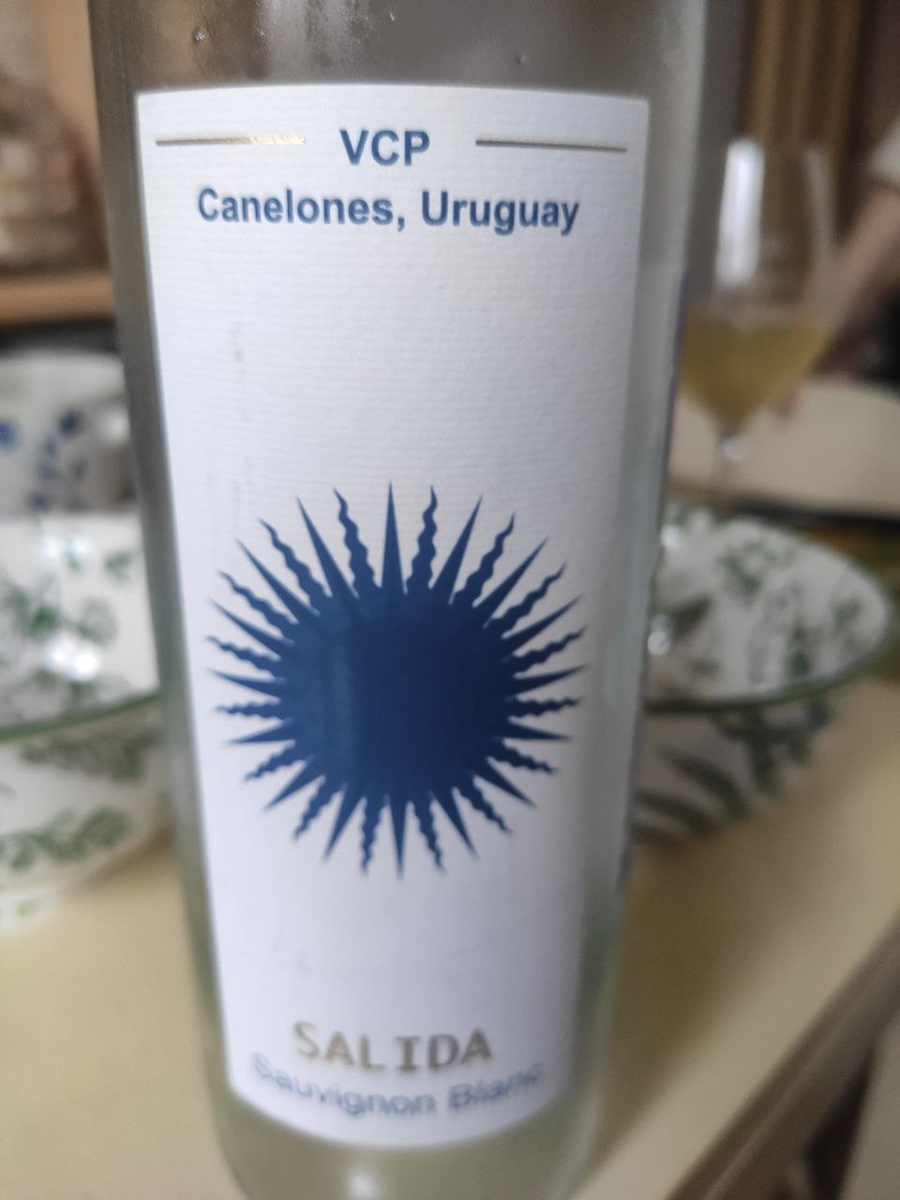 VCP
Canelones, Uruguay
SALIDA
Sauvignon Blanc